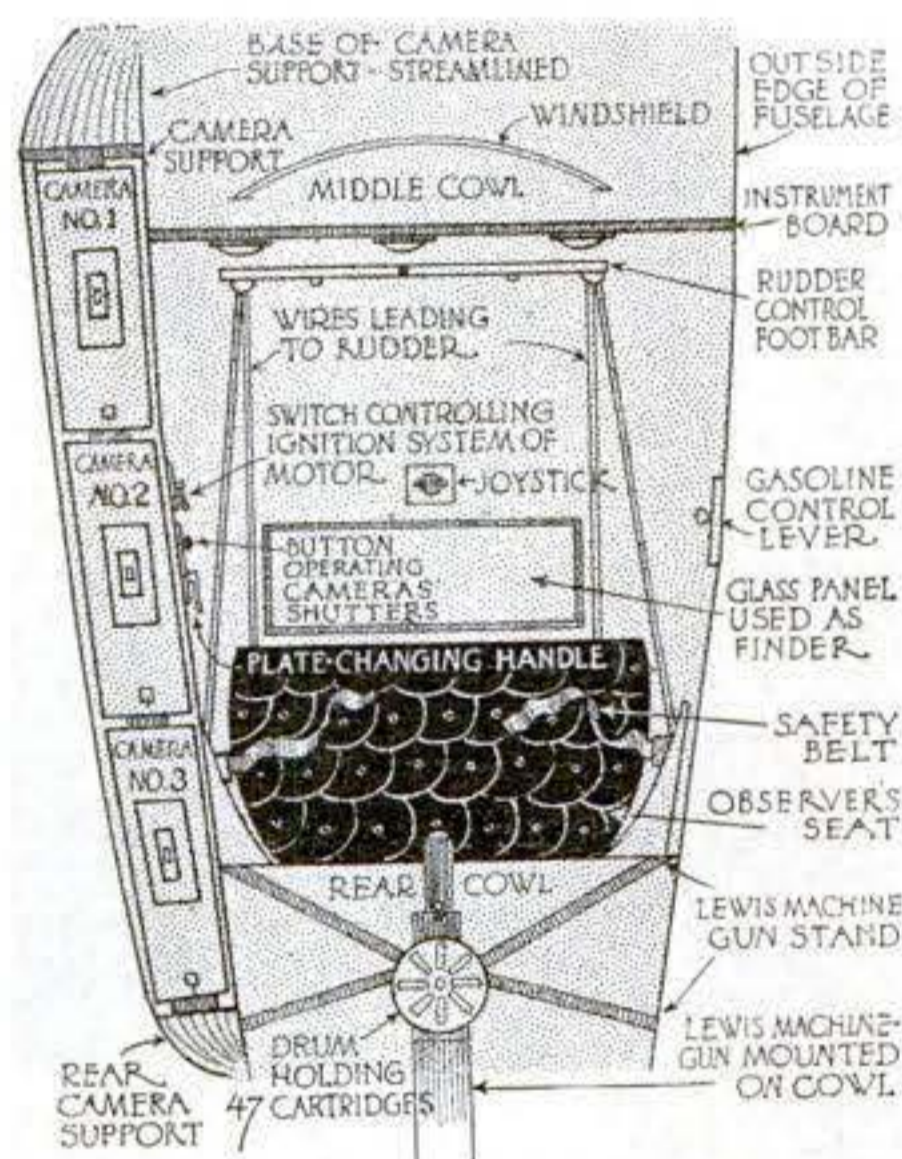 BASE OF CAMERA
SUPPORT - STREAMLINED
OUTSIDE
EDGE OF
FUSELAGE
CAMERA
SUPPORT
WINDSHIELD
MIDDLE COWL
CAMERA
NO.1
INSTRUMENT
BOARD
RUDDER
CONTROL
FOOT BAR
WIRES LEADING
TO RUDDER
SWITCH CONTROLLING
IGNITION SYSTEM OF
MOTOR
JOYSTICK
CAMERA
NO.2
GASOLINE
CONTROL
LEVER
BUTTON
OPERATING
CAMERAS'
SHUTTERS
GLASS PANEL
USED AS
FINDER
PLATE-CHANGING HANDLE
SAFETY
BELT
CAMERA
NO.3
OBSERVER'S
SEAT
REAR COWL
LEWIS MACHINE
GUN STAND
DRUM
HOLDING
47 CARTRIDGES
LEWIS MACHINE-
GUN MOUNTED
ON COWL
REAR
CAMERA
SUPPORT